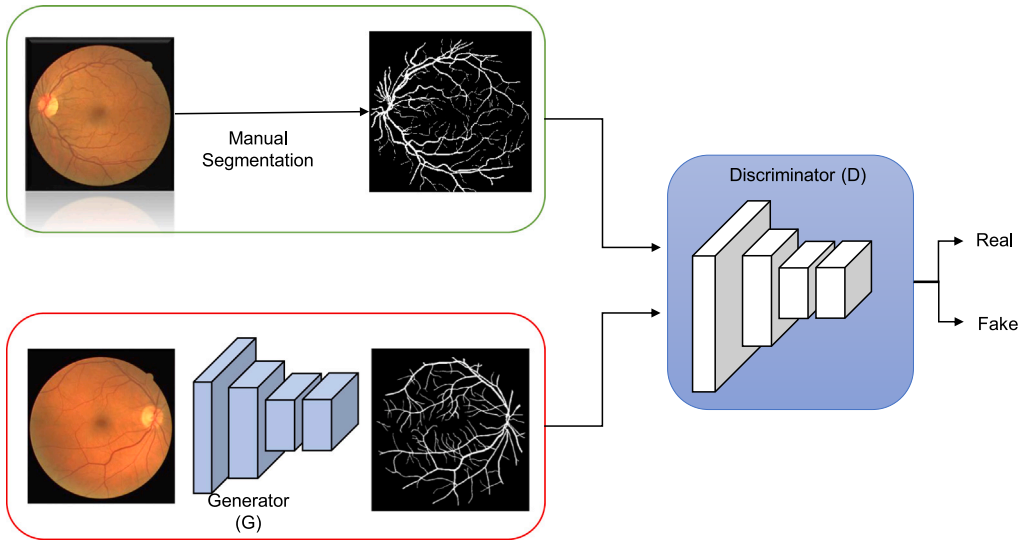 Manual
Segmentation
Discriminator (D)
Real
Fake
Generator
(G)